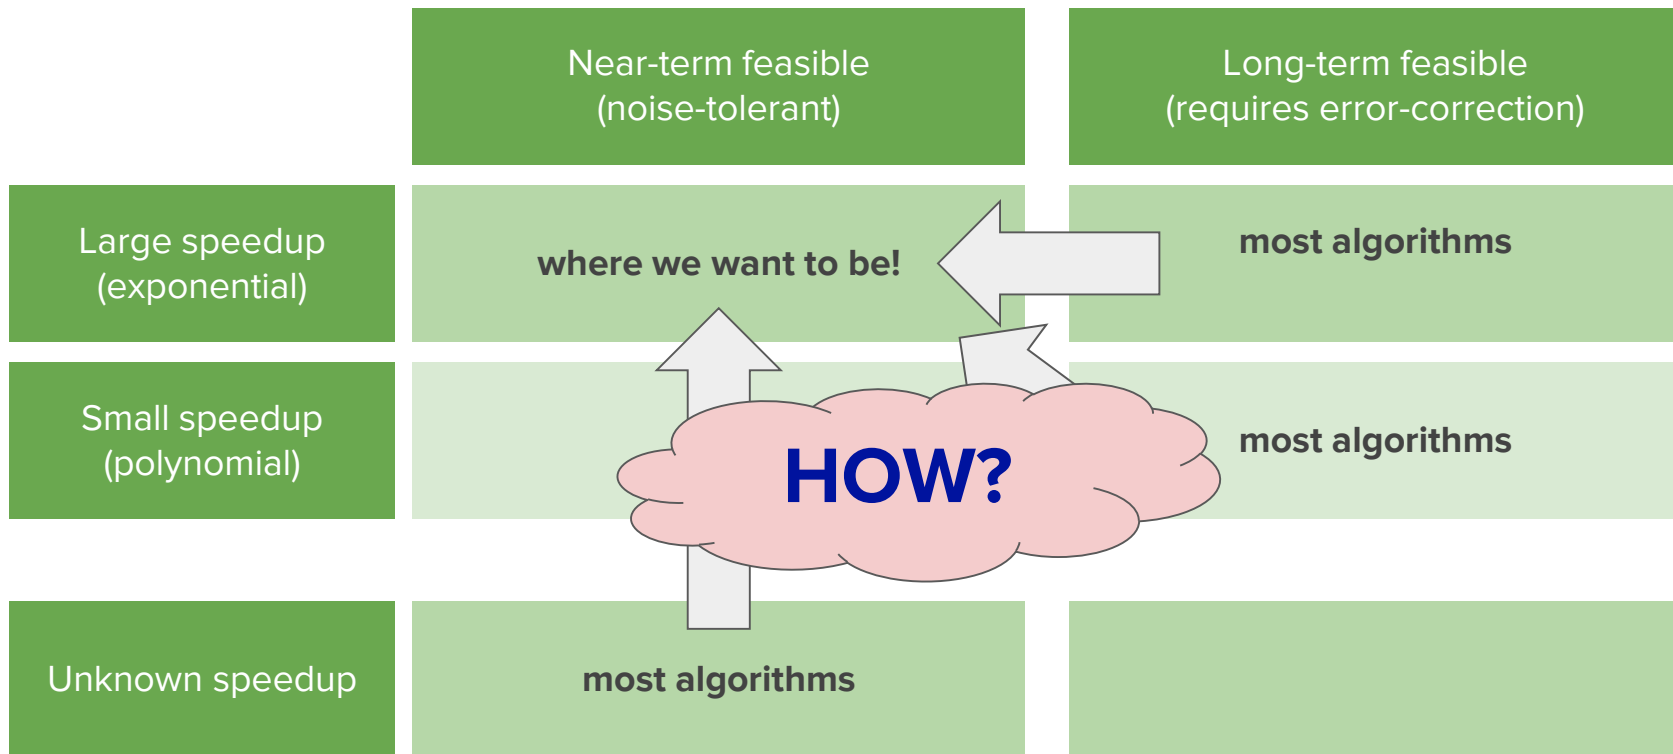 Near-term feasible
(noise-tolerant)
Long-term feasible
(requires error-correction)
Large speedup
(exponential)
where we want to be!
most algorithms
Small speedup
(polynomial)
HOW?
most algorithms
Unknown speedup
most algorithms